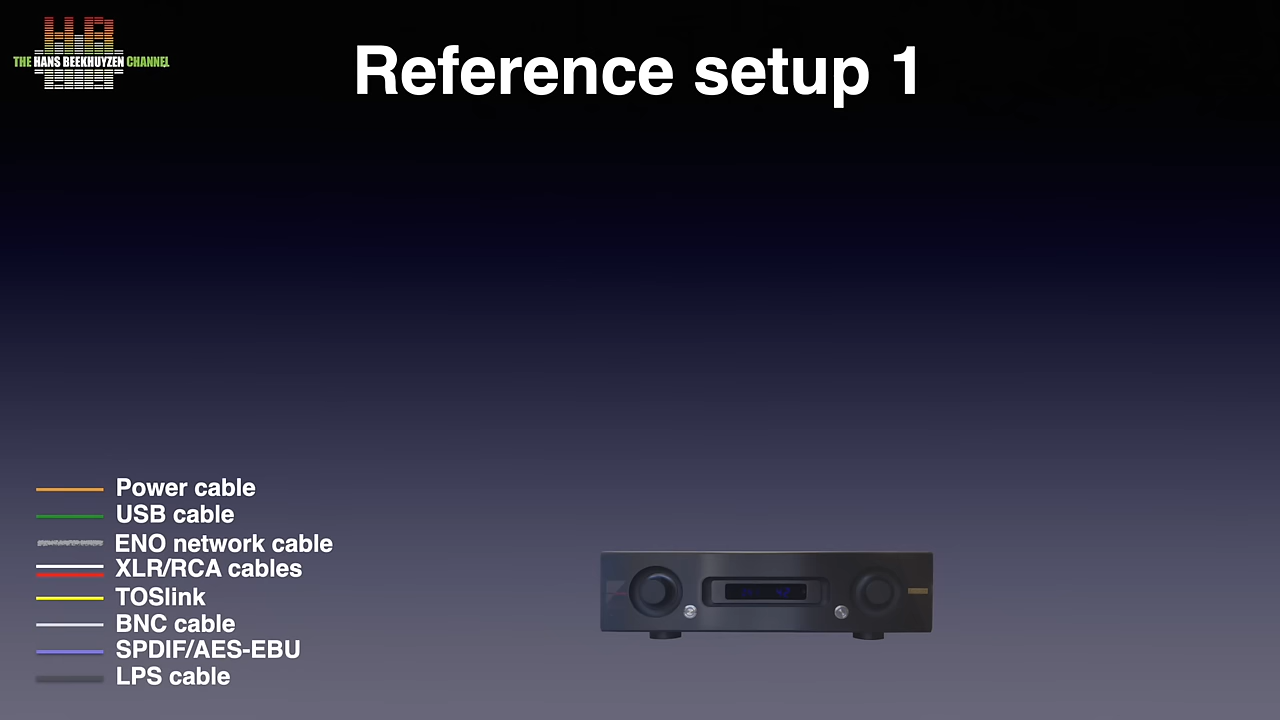 THE HANS BEEKHUYZEN CHANNEL
Reference setup 1
Power cable
USB cable
ENO network cable
XLR/RCA cables
TOSlink
BNC cable
SPDIF/AES-EBU
LPS cable